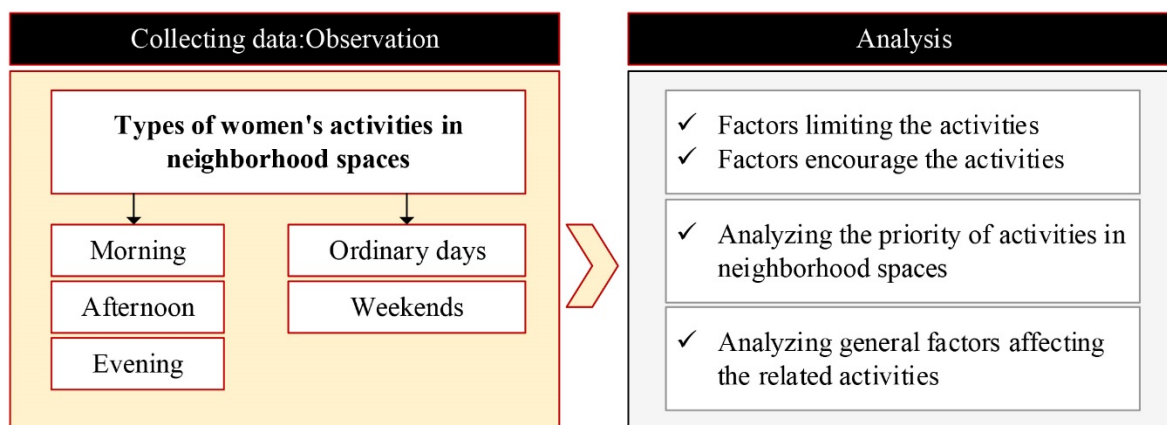 Collecting data:Observation
Types of women's activities in
neighborhood spaces
Morning
Afternoon
Evening
Ordinary days
Weekends
Analysis
✓ Factors limiting the activities
✓ Factors encourage the activities
✓ Analyzing the priority of activities in
neighborhood spaces
✓ Analyzing general factors affecting
the related activities